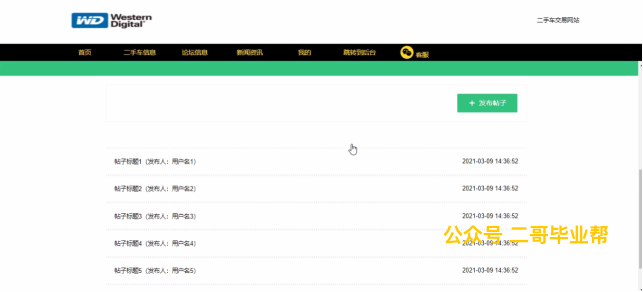 WD Western Digital
二手车交易网站
首页 二手车信息 论坛信息 新闻资讯 我的 跳转到后台 客服
+ 发布帖子
帖子标题1（发布人：用户名1） 2021-03-09 14:36:52
帖子标题2（发布人：用户名2） 2021-03-09 14:36:52
帖子标题3（发布人：用户名3） 2021-03-09 14:36:52
公众号 二哥毕业帮
帖子标题4（发布人：用户名4） 2021-03-09 14:36:52
帖子标题5（发布人：用户名5） 2021-03-09 14:36:52